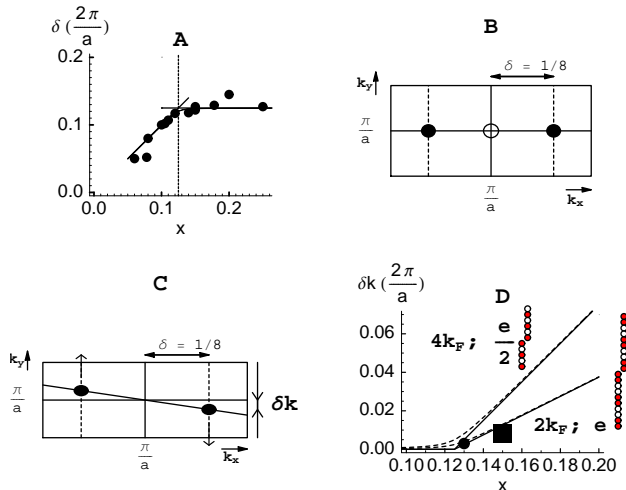 δ (2π/a)
A
0.2
0.1
0.0
0.0 0.1 0.2
x
B
δ = 1/8
k_y
π/a
π/a
k_x
C
δ = 1/8
k_y
π/a
δk
π/a
k_x
δk (2π/a)
D
0.06
0.04
0.02
0.00
4k_F; e/2
2k_F; e
0.10 0.12 0.14 0.16 0.18 0.20
x